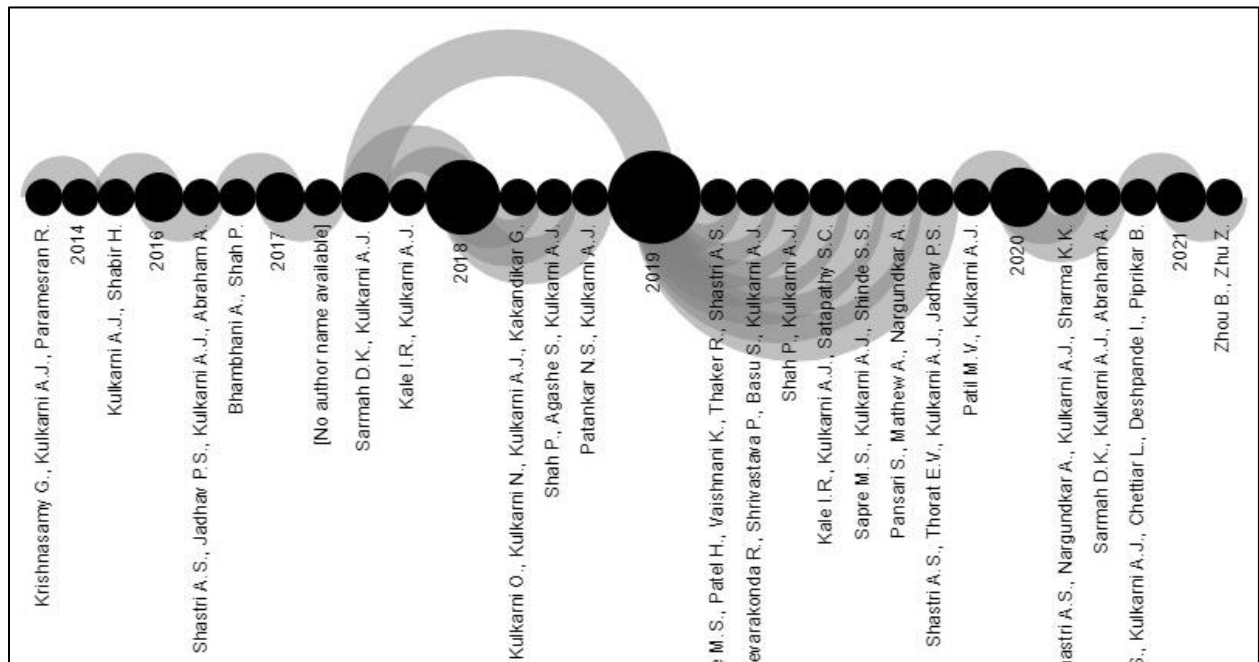 Krishnasamy G., Kulkarni A.J., Paramesran R.
2014
Kulkarni A.J., Shabir H.
2016
Shastri A.S., Jadhav P.S., Kulkarni A.J., Abraham A.
Bhambhani A., Shah P.
2017
[No author name available]
Sarmah D.K., Kulkarni A.J.
Kale I.R., Kulkarni A.J.
2018
Kulkarni O., Kulkarni N., Kulkarni A.J., Kakandikar G.
Shah P., Agashe S., Kulkarni A.J.
Patankar N.S., Kulkarni A.J.
2019
M.S., Patel H., Vaishnani K., Thaker R., Shastri A.S.
R., Shrivastava P., Basu S., Kulkarni A.J.
Shah P., Kulkarni A.J.
Kale I.R., Kulkarni A.J., Satapathy S.C.
Sapre M.S., Kulkarni A.J., Shinde S.S.
Pansari S., Mathew A., Nargundkar A.
Shastri A.S., Thorat E.V., Kulkarni A.J., Jadhav P.S.
Patil M.V., Kulkarni A.J.
2020
A.S., Nargundkar A., Kulkarni A.J., Sharma K.K.
Sarmah D.K., Kulkarni A.J., Abraham A.
Kulkarni A.J., Chettiar L., Deshpande I., Piprikar B.
2021
Zhou B., Zhu Z.